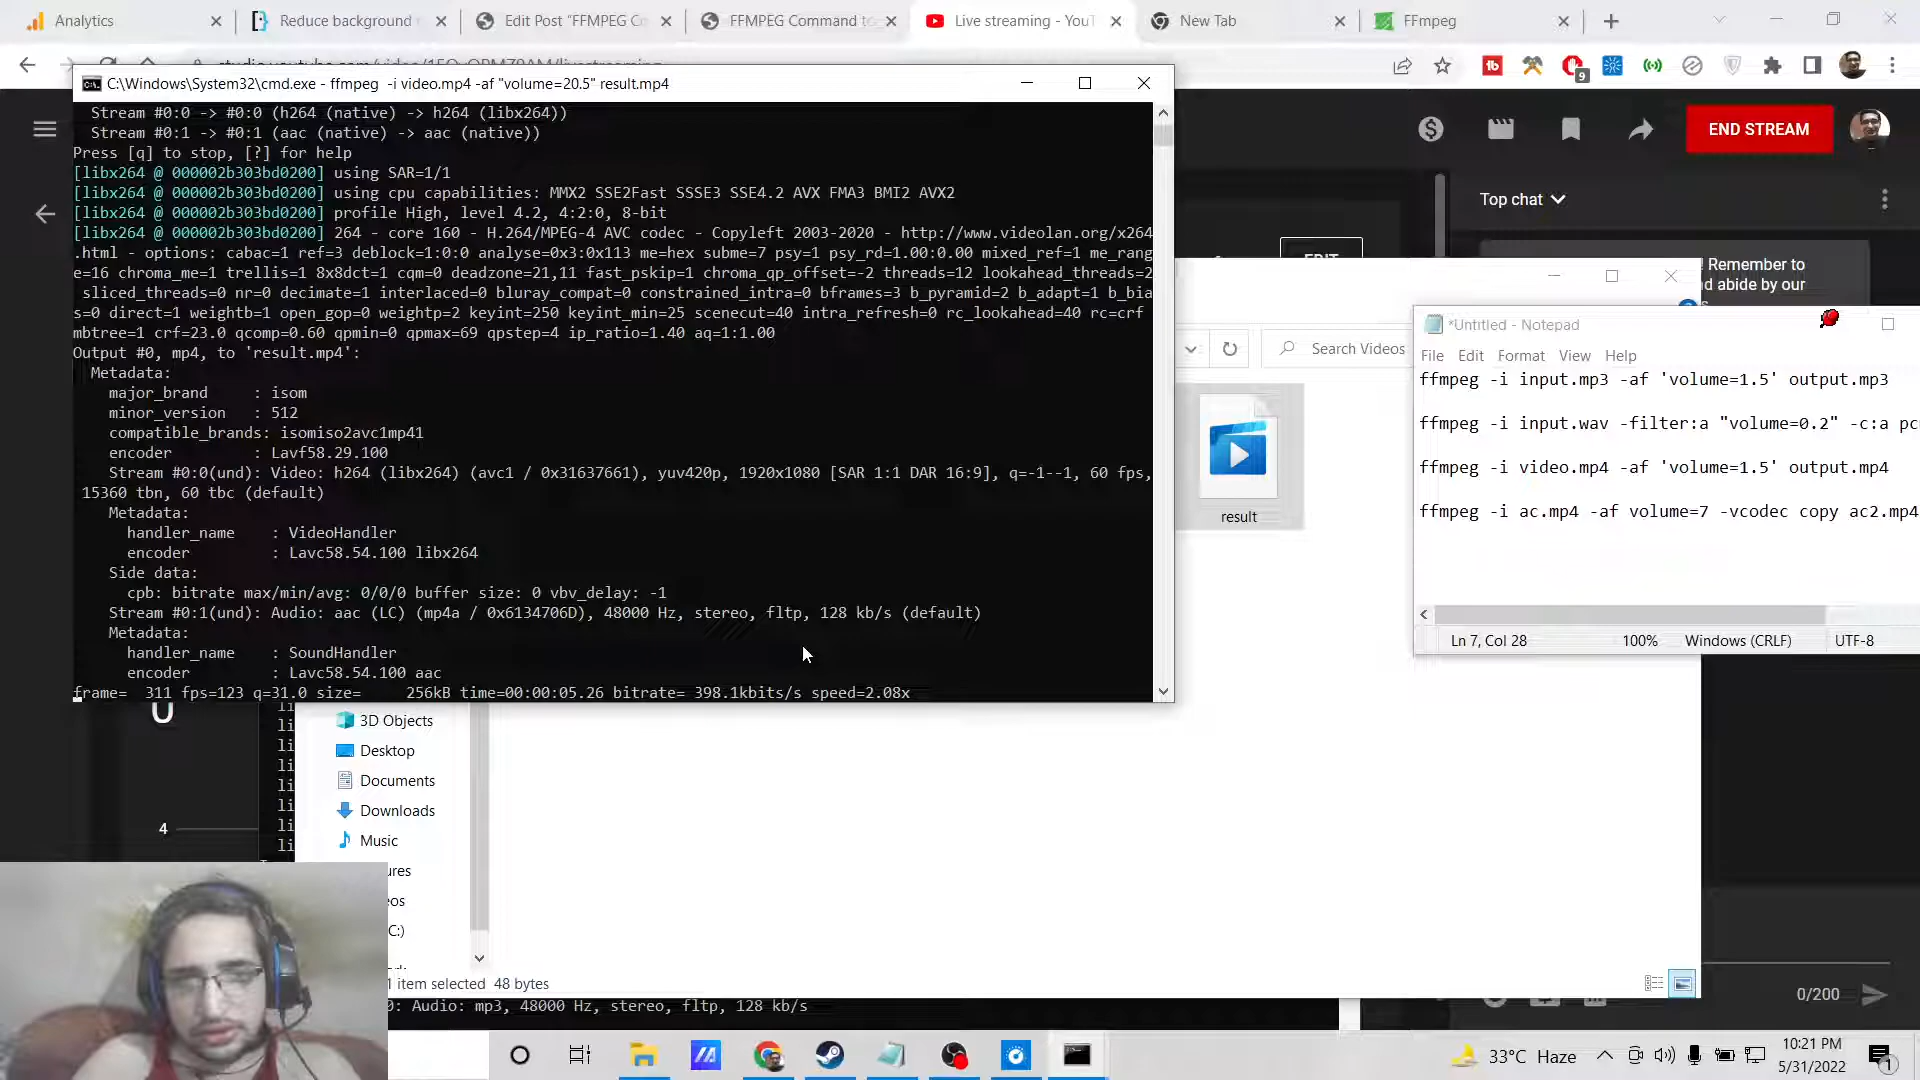 Analytics
Reduce background
Edit Post "FFMPEG C
FFMPEG Command to
Live streaming - YouT
New Tab
FFmpeg
9
C:\Windows\System32\cmd.exe - ffmpeg  -i video.mp4 -af "volume=20.5" result.mp4
Stream #0:0 -> #0:0 (h264 (native) -> h264 (libx264))
Stream #0:1 -> #0:1 (aac (native) -> aac (native))
Press [q] to stop, [?] for help
[libx264 @ 000002b303bd0200] using SAR=1/1
[libx264 @ 000002b303bd0200] using cpu capabilities: MMX2 SSE2Fast SSSE3 SSE4.2 AVX FMA3 BMI2 AVX2
[libx264 @ 000002b303bd0200] profile High, level 4.2, 4:2:0, 8-bit
[libx264 @ 000002b303bd0200] 264 - core 160 - H.264/MPEG-4 AVC codec - Copyleft 2003-2020 - http://www.videolan.org/x264
.html - options: cabac=1 ref=3 deblock=1:0:0 analyse=0x3:0x113 me=hex subme=7 psy=1 psy_rd=1.00:0.00 mixed_ref=1 me_rang
e=16 chroma_me=1 trellis=1 8x8dct=1 cqm=0 deadzone=21,11 fast_pskip=1 chroma_qp_offset=-2 threads=12 lookahead_threads=2
sliced_threads=0 nr=0 decimate=1 interlaced=0 bluray_compat=0 constrained_intra=0 bframes=3 b_pyramid=2 b_adapt=1 b_bia
s=0 direct=1 weightb=1 open_gop=0 weightp=2 keyint=250 keyint_min=25 scenecut=40 intra_refresh=0 rc_lookahead=40 rc=crf
mbtree=1 crf=23.0 qcomp=0.60 qpmin=0 qpmax=69 qpstep=4 ip_ratio=1.40 aq=1:1.00
Output #0, mp4, to 'result.mp4':
Metadata:
major_brand     : isom
minor_version   : 512
compatible_brands: isomiso2avc1mp41
encoder         : Lavf58.29.100
Stream #0:0(und): Video: h264 (libx264) (avc1 / 0x31637661), yuv420p, 1920x1080 [SAR 1:1 DAR 16:9], q=-1--1, 60 fps,
15360 tbn, 60 tbc (default)
Metadata:
handler_name    : VideoHandler
encoder         : Lavc58.54.100 libx264
Side data:
cpb: bitrate max/min/avg: 0/0/0 buffer size: 0 vbv_delay: -1
Stream #0:1(und): Audio: aac (LC) (mp4a / 0x6134706D), 48000 Hz, stereo, fltp, 128 kb/s (default)
Metadata:
handler_name    : SoundHandler
encoder         : Lavc58.54.100 aac
frame=  311 fps=123 q=31.0 size=     256kB time=00:00:05.26 bitrate= 398.1kbits/s speed=2.08x
END STREAM
Top chat
EDIT
! Remember to
d abide by our
Search Videos
result
*Untitled - Notepad
File Edit Format View Help
ffmpeg -i input.mp3 -af 'volume=1.5' output.mp3
ffmpeg -i input.wav -filter:a "volume=0.2" -c:a pc
ffmpeg -i video.mp4 -af 'volume=1.5' output.mp4
ffmpeg -i ac.mp4 -af volume=7 -vcodec copy ac2.mp4
Ln 7, Col 28
100%
Windows (CRLF)
UTF-8
0
4
li
li
li
li
li
li
li
li
3D Objects
Desktop
Documents
Downloads
Music
ures
eos
C:)
1 item selected  48 bytes
0: Audio: mp3, 48000 Hz, stereo, fltp, 128 kb/s
0/200
33°C Haze
10:21 PM
5/31/2022
1